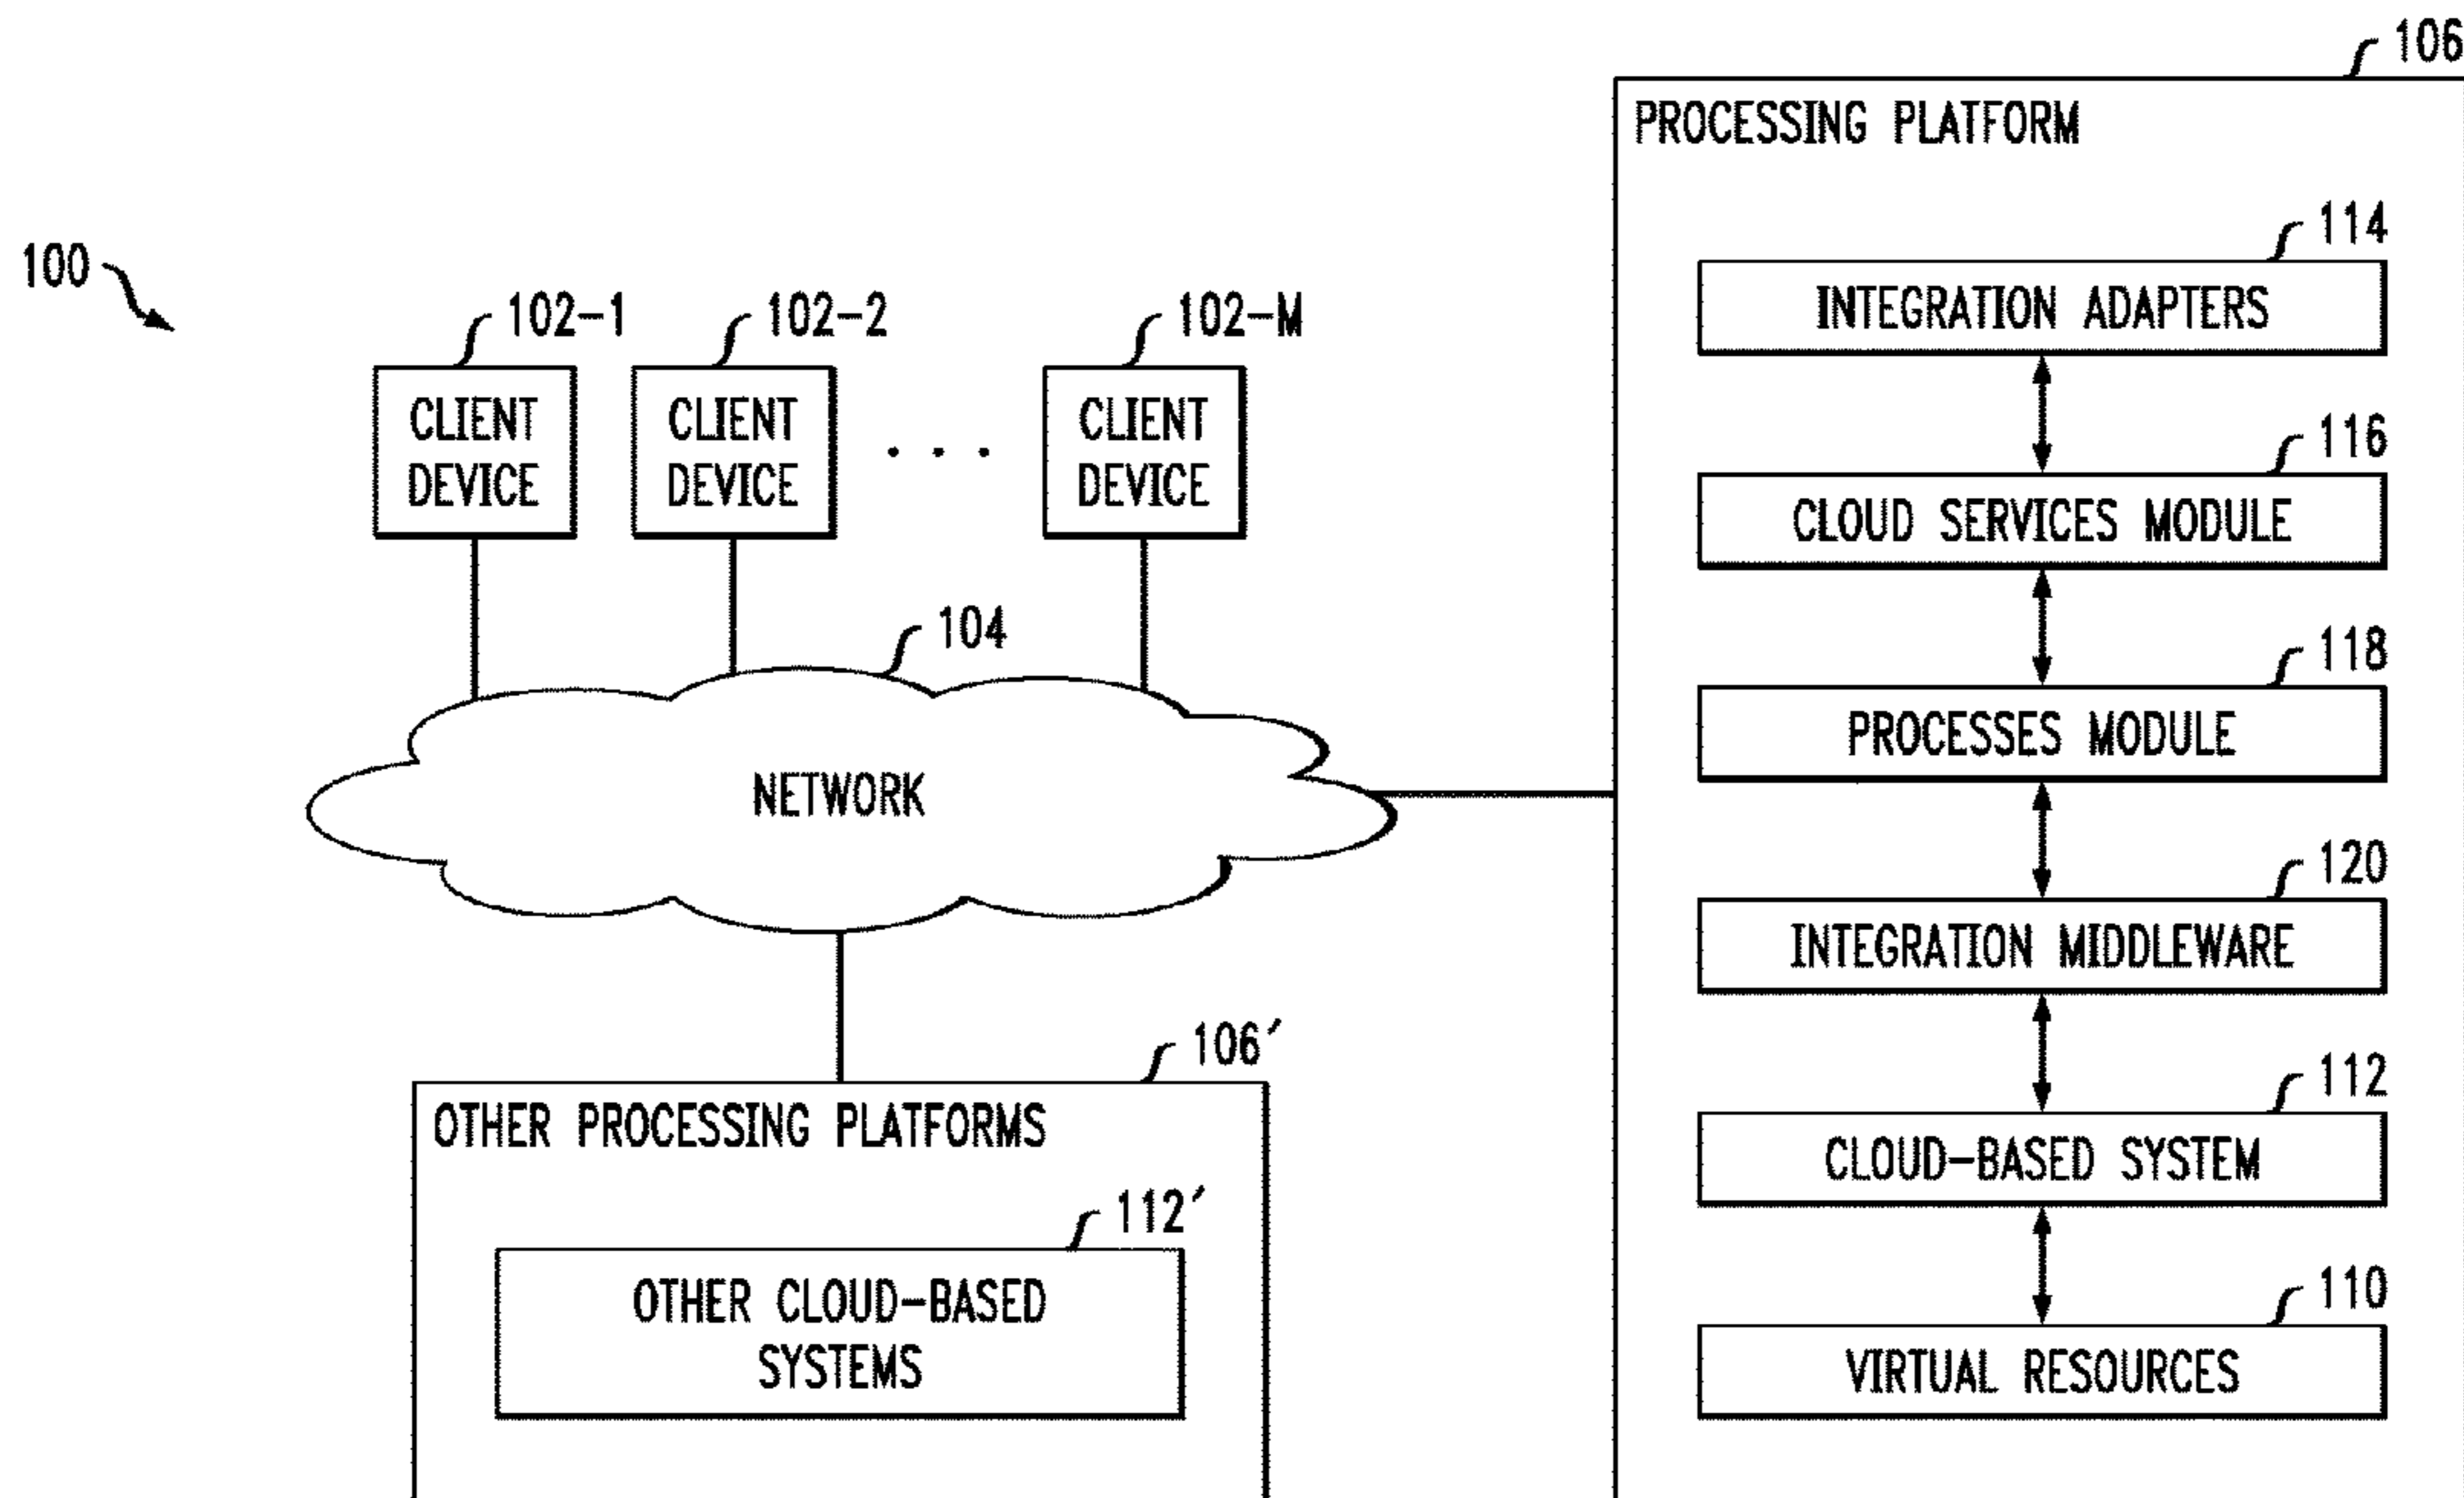 100
102-1
102-2
102-M
CLIENT
DEVICE
CLIENT
DEVICE
. . .
CLIENT
DEVICE
104
NETWORK
106'
OTHER PROCESSING PLATFORMS
112'
OTHER CLOUD-BASED
SYSTEMS
106
PROCESSING PLATFORM
114
INTEGRATION ADAPTERS
116
CLOUD SERVICES MODULE
118
PROCESSES MODULE
120
INTEGRATION MIDDLEWARE
112
CLOUD-BASED SYSTEM
110
VIRTUAL RESOURCES